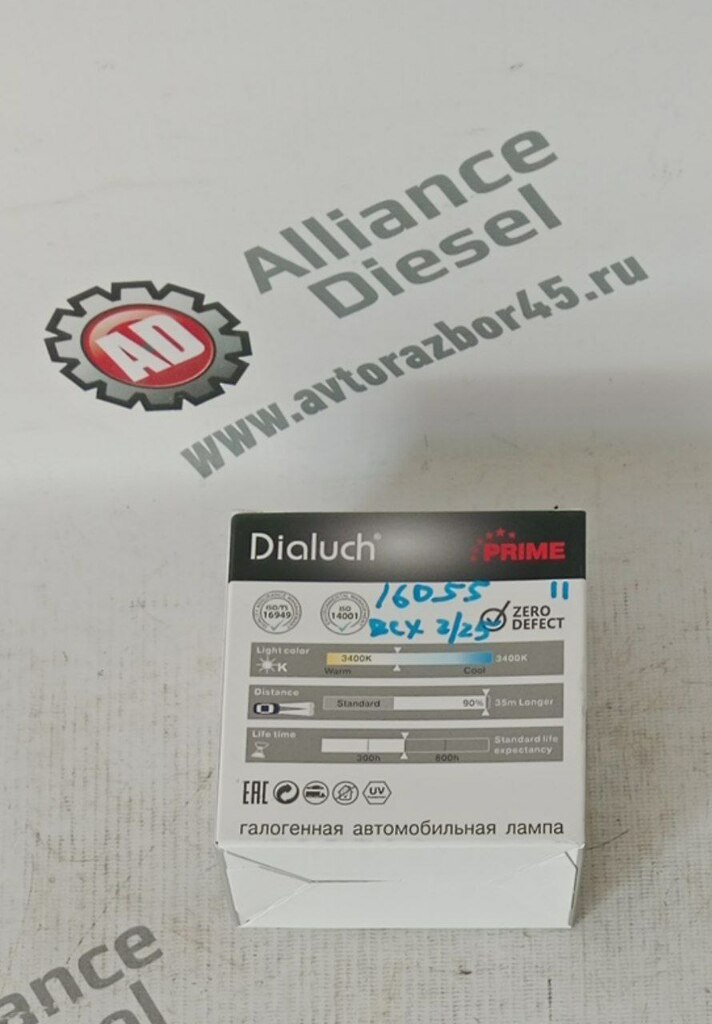 Alliance
Diesel
AD
www.avtorazbor45.ru
Dialuch®
PRIME
ISO/TS
16949
ISO
14001
16055 11
2/25
ZERO
DEFECT
Light color
K
3400K
3400K
Warm
Cool
Distance
Standard
90%
35m Longer
Life time
300h
600h
Standard life
expectancy
EAC
UV
галогенная автомобильная лампа
ance